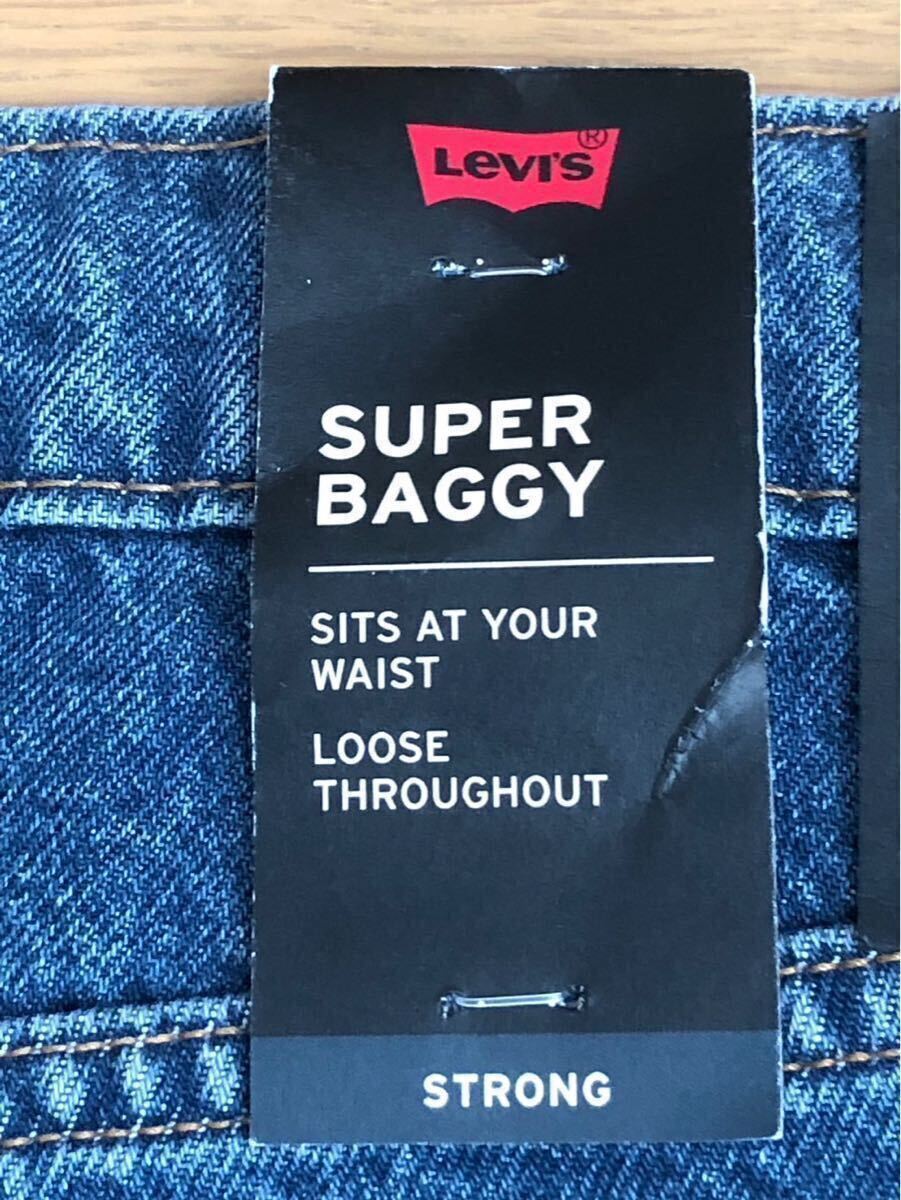 LEVI'S®
SUPER
BAGGY
SITS AT YOUR
WAIST
LOOSE
THROUGHOUT
STRONG